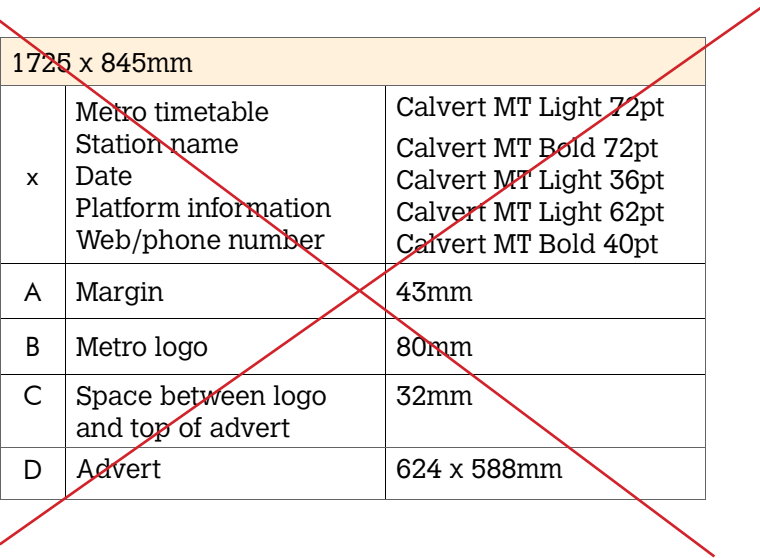 1725 x 845mm
x
Metro timetable
Station name
Date
Platform information
Web/phone number
Calvert MT Light 72pt
Calvert MT Bold 72pt
Calvert MT Light 36pt
Calvert MT Light 62pt
Calvert MT Bold 40pt
A
Margin
43mm
B
Metro logo
80mm
C
Space between logo
and top of advert
32mm
D
Advert
624 x 588mm